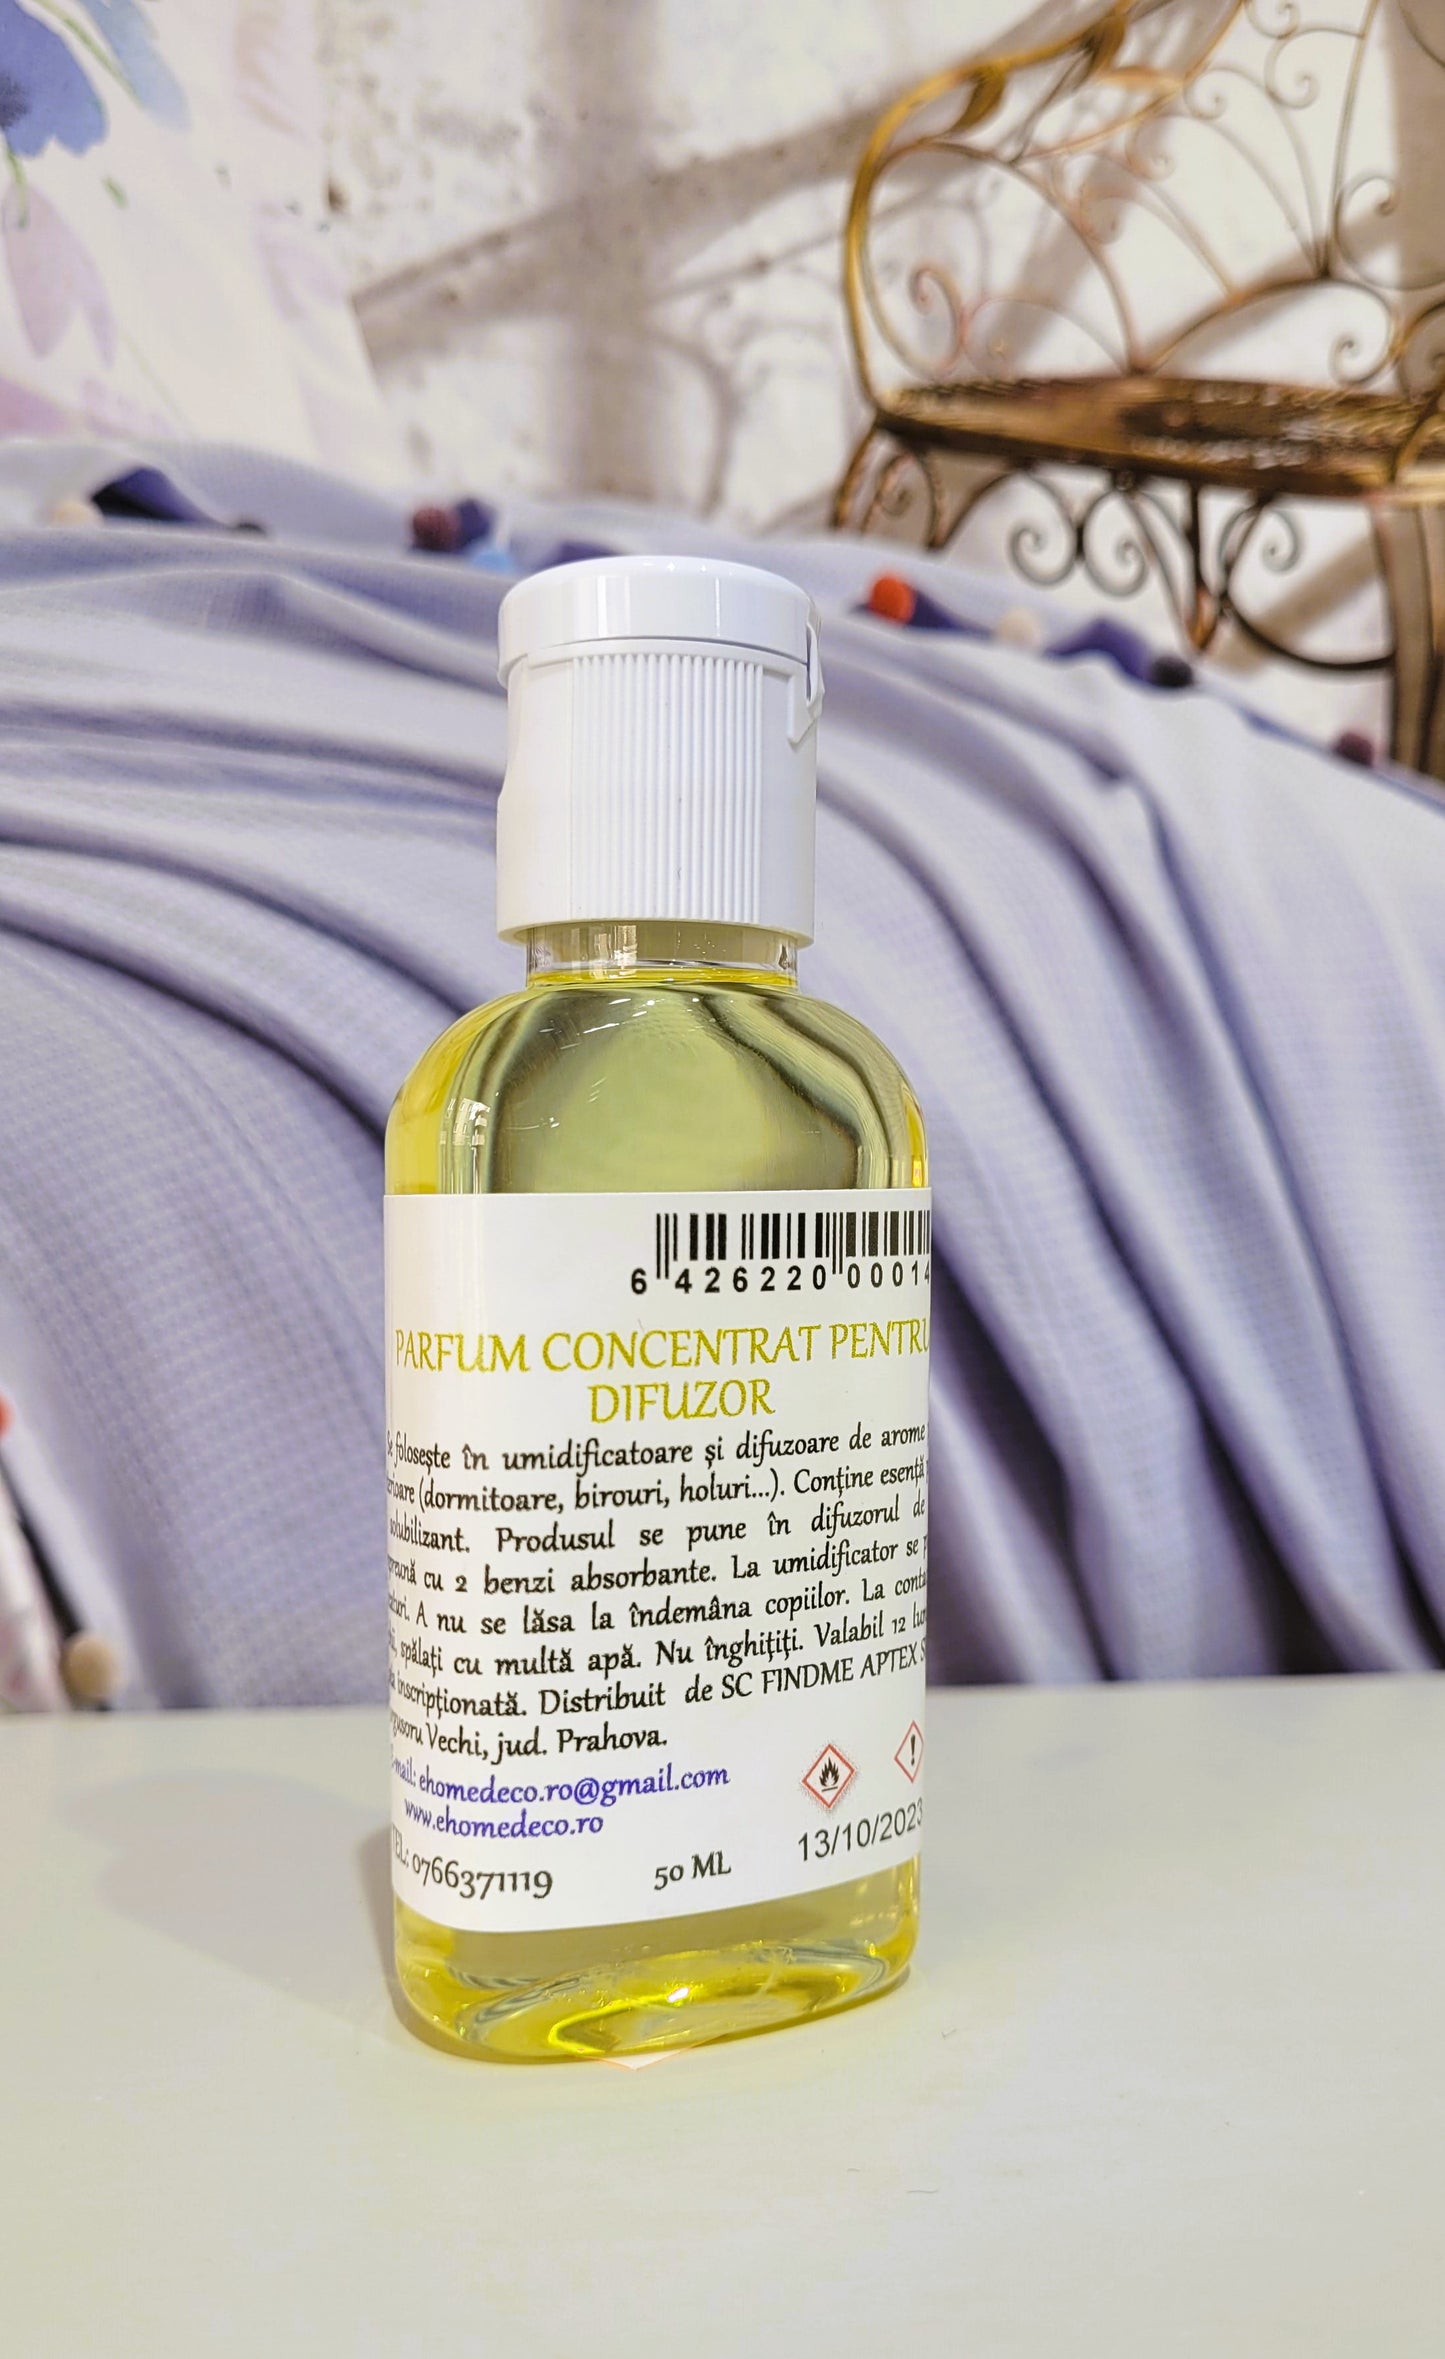 6 426220 00014
PARFUM CONCENTRAT PENTRU
DIFUZOR
Se folosește în umidificatoare și difuzoare de arome
(dormitoare, birouri, holuri...). Conține esență
solubilizant. Produsul se pune în difuzorul de
cu 2 benzi absorbante. La umidificator se
A nu se lăsa la îndemâna copiilor. La
spălați cu multă apă. Nu înghițiți. Valabil 12
inscripționată. Distribuit de SC FINDME APTEX
Vechi, jud. Prahova.
ehomedeco.ro@gmail.com
www.ehomedeco.ro
TEL: 0766371119
50 ML
13/10/2023